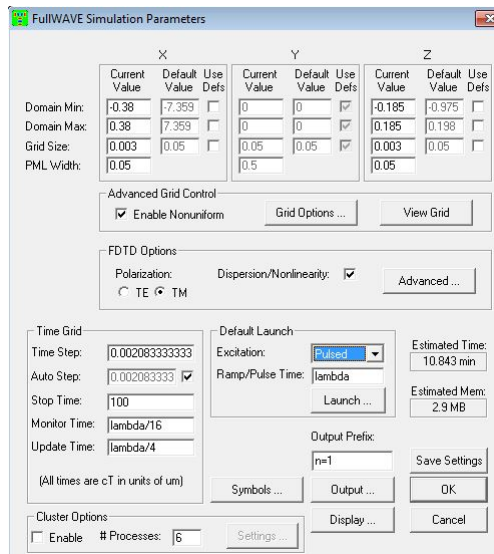 FullWAVE Simulation Parameters
X Y Z
Current Value Default Value Use Defs Current Value Default Value Use Defs Current Value Default Value Use Defs
Domain Min: -0.38 -7.359 0 0 -0.185 -0.975
Domain Max: 0.38 7.359 0 0 0.185 0.198
Grid Size: 0.003 0.05 0.05 0.05 0.003 0.05
PML Width: 0.05 0.5 0.05
Advanced Grid Control
Enable Nonuniform Grid Options ... View Grid
FDTD Options
Polarization: Dispersion/Nonlinearity: Advanced ...
TE TM
Time Grid Default Launch
Time Step: 0.002083333333 Excitation: Pulsed Estimated Time:
10.843 min
Auto Step: 0.002083333 Ramp/Pulse Time: lambda
Stop Time: 100 Launch ... Estimated Mem:
2.9 MB
Monitor Time: lambda/16
Update Time: lambda/4 Output Prefix:
n=1 Save Settings
(All times are cT in units of um)
Symbols ... Output ... OK
Cluster Options
Enable # Processes: 6 Settings ... Display ... Cancel